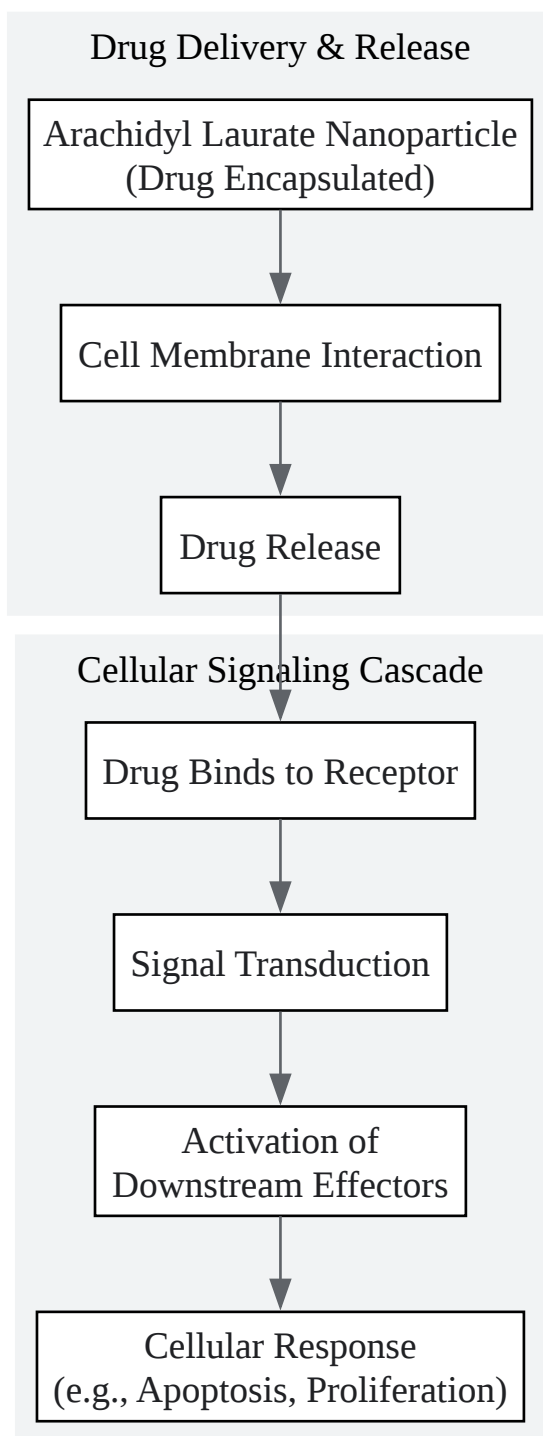 Drug Delivery & Release
Arachidyl Laurate Nanoparticle
(Drug Encapsulated)
Cell Membrane Interaction
Drug Release
Cellular Signaling Cascade
Drug Binds to Receptor
Signal Transduction
Activation of
Downstream Effectors
Cellular Response
(e.g., Apoptosis, Proliferation)